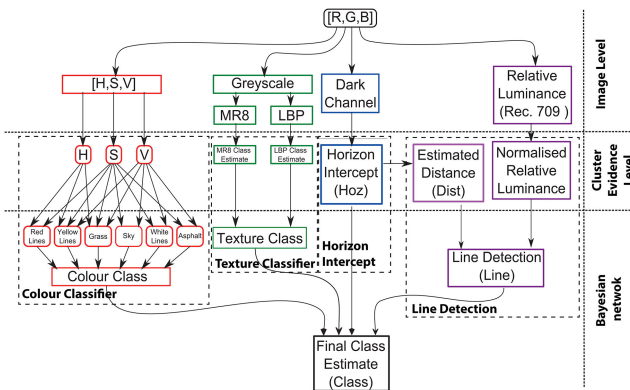 [R,G,B]
[H,S,V]
Greyscale
Dark
Channel
Relative
Luminance
(Rec. 709 )
Image Level
MR8
LBP
H
S
V
MR8 Class
Estimate
LBP Class
Estimate
Horizon
Intercept
(Hoz)
Estimated
Distance
(Dist)
Normalised
Relative
Luminance
Cluster
Evidence
Level
Red
Lines
Yellow
Lines
Grass
Sky
White
Lines
Asphalt
Texture Class
Colour Class
Colour Classifier
Texture Classifier
Horizon
Intercept
Line Detection
(Line)
Line Detection
Bayesian
netwok
Final Class
Estimate
(Class)